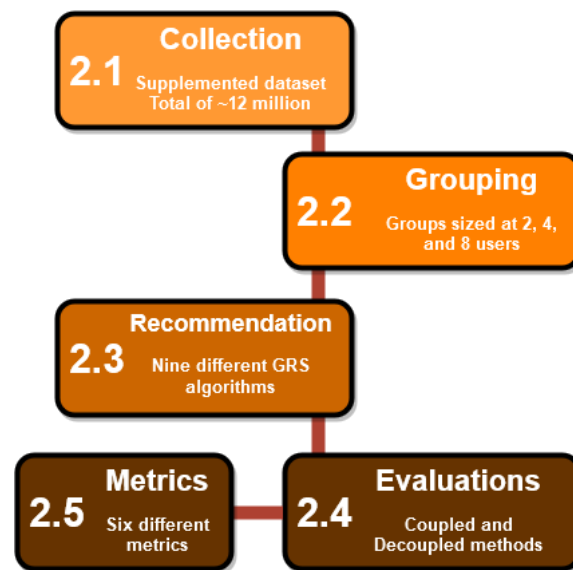 Collection
2.1
Supplemented dataset
Total of ~12 million
Grouping
2.2
Groups sized at 2, 4,
and 8 users
Recommendation
2.3
Nine different GRS
algorithms
Metrics
2.5
Six different
metrics
Evaluations
2.4
Coupled and
Decoupled methods